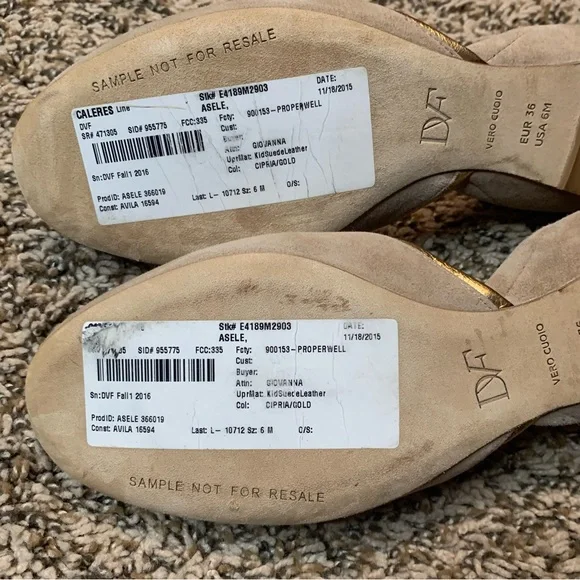 SAMPLE NOT FOR RESALE
CALERES Line
DVF
SR# 471305 SID# 955775 FCC:335
Stk# E4189M2903
ASELE,
DATE:
11/18/2015
Fcty: 900153-PROPERWELL
Cust:
Buyer:
Attn: GIOVANNA
UprMat: KidSuedeLeather
Col: CIPRIA/GOLD
Sn:DVF Fall1 2016
ProdID: ASELE 366019
Const: AVILA 16594
Last: L- 10712 Sz: 6 M O/S:
DVF
VERO CUOIO
EUR 36
USA 6M
Stk# E4189M2903
ASELE,
DATE:
11/18/2015
SID# 955775 FCC:335
Fcty: 900153-PROPERWELL
Cust:
Buyer:
Attn: GIOVANNA
UprMat: KidSuedeLeather
Col: CIPRIA/GOLD
Sn:DVF Fall1 2016
ProdID: ASELE 366019
Const: AVILA 16594
Last: L- 10712 Sz: 6 M O/S:
DVF
VERO CUOIO
SAMPLE NOT FOR RESALE